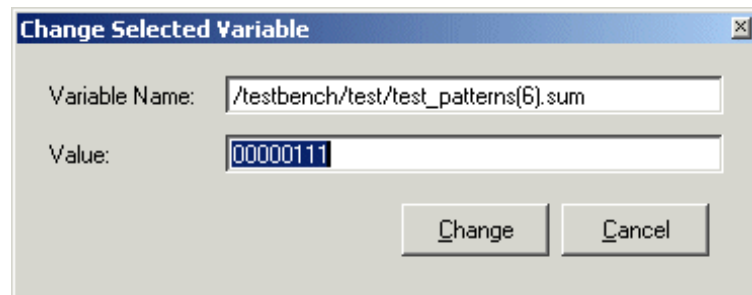 Change Selected Variable
Variable Name: /testbench/test/test_patterns(6).sum
Value: 00000111
Change Cancel